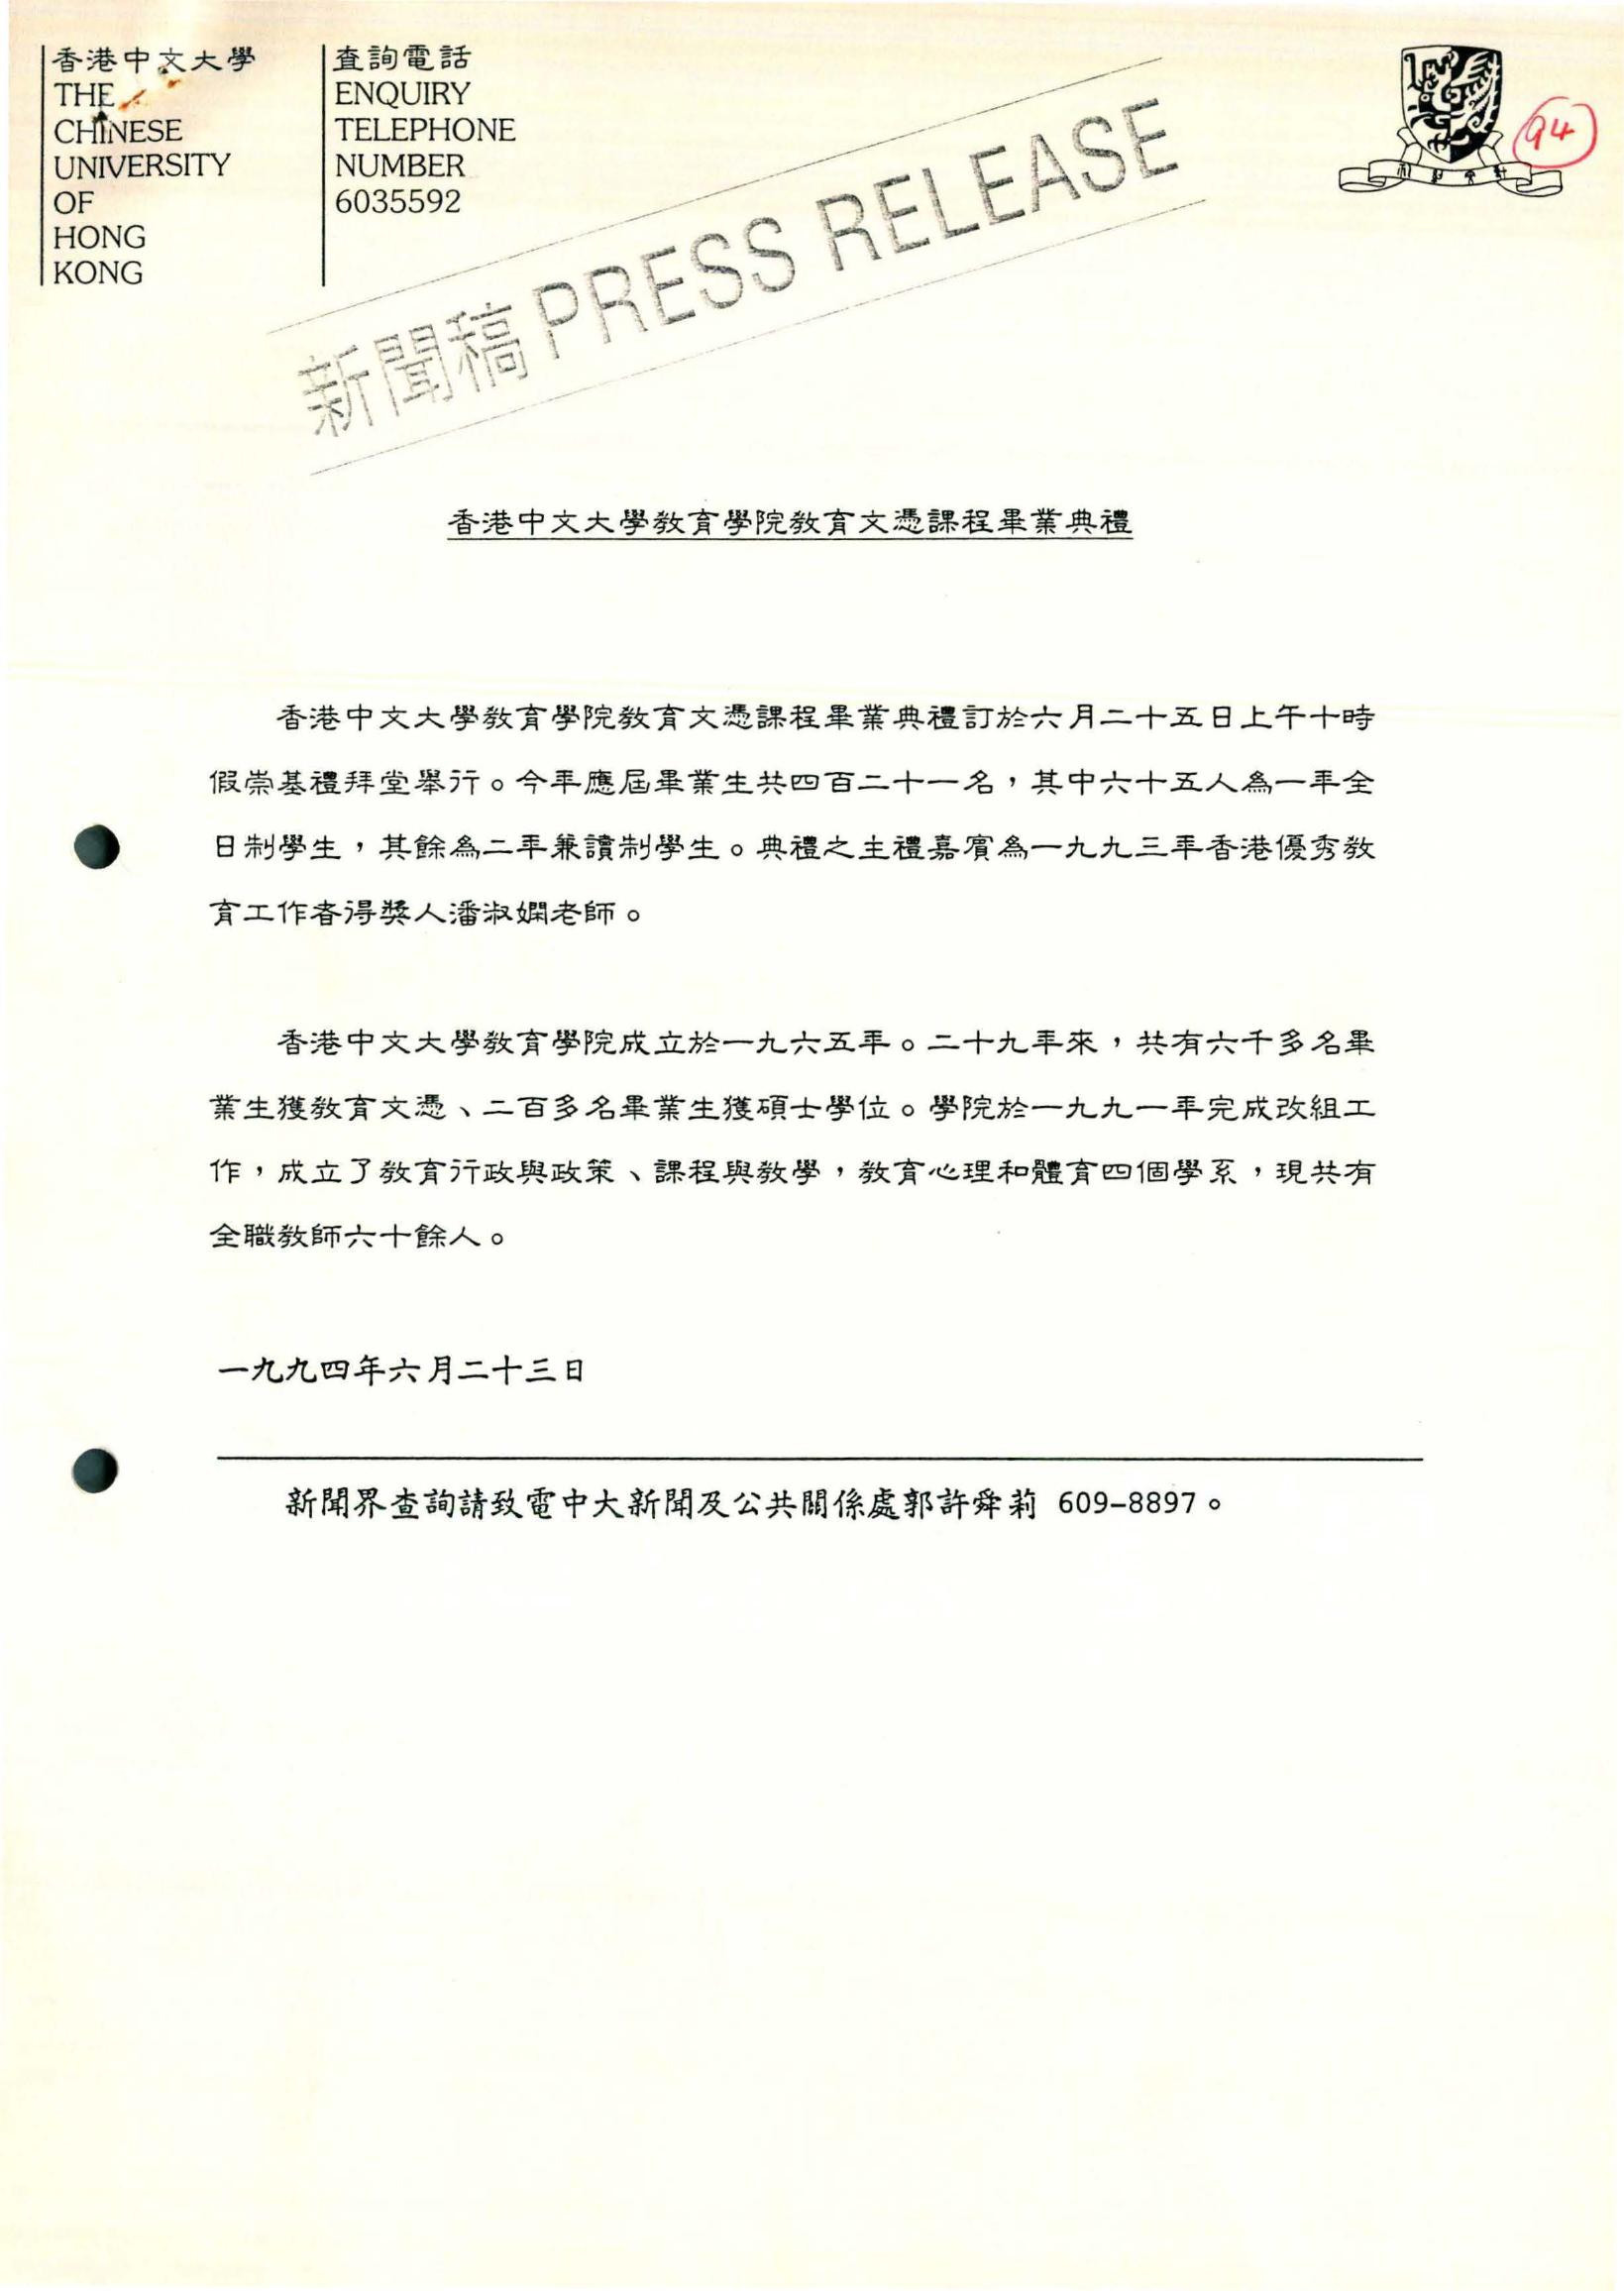 香港中文大學
THE
CHINESE
UNIVERSITY
OF
HONG
KONG
查詢電話
ENQUIRY
TELEPHONE
NUMBER
6035592
94
新聞稿 PRESS RELEASE
香港中文大學教育學院教育文憑課程畢業典禮
香港中文大學教育學院教育文憑課程畢業典禮訂於六月二十五日上午十時
假崇基禮拜堂舉行。今年應屆畢業生共四百二十一名，其中六十五人為一年全
日制學生，其餘為二年兼讀制學生。典禮之主禮嘉賓為一九九三年香港優秀教
育工作者得獎人潘淑嫻老師。
香港中文大學教育學院成立於一九六五年。二十九年來，共有六千多名畢
業生獲教育文憑、二百多名畢業生獲碩士學位。學院於一九九一年完成改組工
作，成立了教育行政與政策、課程與教學，教育心理和體育四個學系，現共有
全職教師六十餘人。
一九九四年六月二十三日
新聞界查詢請致電中大新聞及公共關係處郭許舜莉 609-8897。